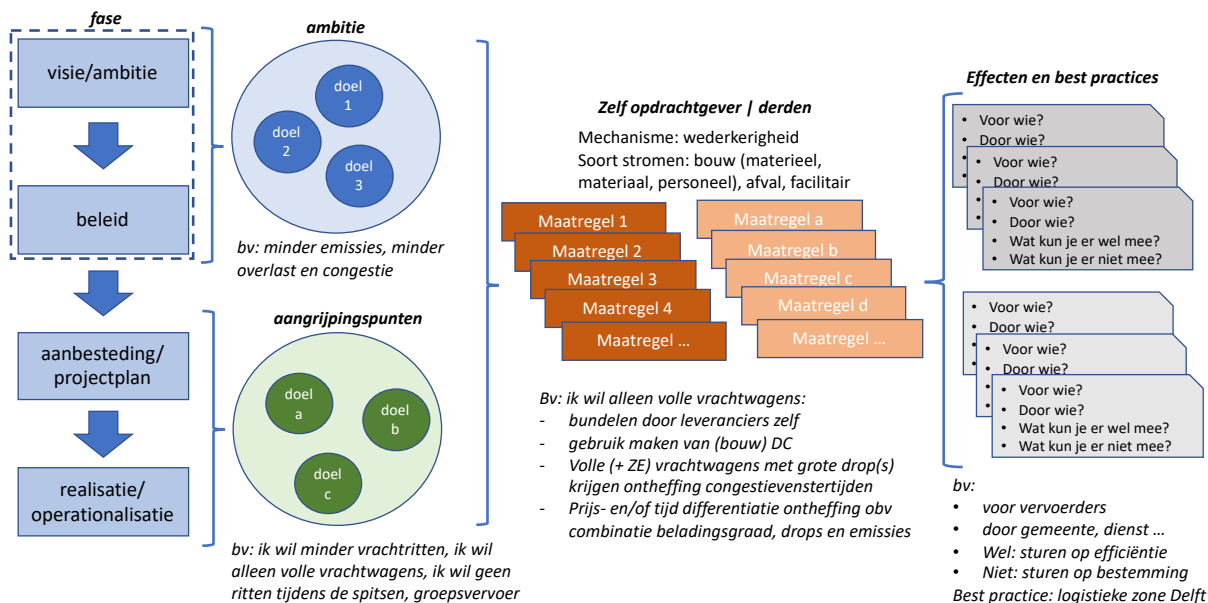 fase
visie/ambitie
beleid
aanbesteding/
projectplan
realisatie/
operationalisatie
ambitie
doel
1
doel
2
doel
3
bv: minder emissies, minder
overlast en congestie
aangrijpingspunten
doel
a
doel
b
doel
c
bv: ik wil minder vrachtritten, ik wil
alleen volle vrachtwagens, ik wil geen
ritten tijdens de spitsen, groepsvervoer
Zelf opdrachtgever | derden
Mechanisme: wederkerigheid
Soort stromen: bouw (materieel,
materiaal, personeel), afval, facilitair
Maatregel 1
Maatregel 2
Maatregel 3
Maatregel 4
Maatregel ...
Maatregel a
Maatregel b
Maatregel c
Maatregel d
Maatregel ...
Bv: ik wil alleen volle vrachtwagens:
- bundelen door leveranciers zelf
- gebruik maken van (bouw) DC
- Volle (+ ZE) vrachtwagens met grote drop(s)
krijgen ontheffing congestievenstertijden
- Prijs- en/of tijd differentiatie ontheffing obv
combinatie beladingsgraad, drops en emissies
Effecten en best practices
• Voor wie?
• Door wie?
• Voor wie?
• Door wie?
• Voor wie?
• Door wie?
• Wat kun je er wel mee?
• Wat kun je er niet mee?
• Voor wie?
• Door wie?
• Voor wie?
• Door wie?
• Voor wie?
• Door wie?
• Wat kun je er wel mee?
• Wat kun je er niet mee?
bv:
• voor vervoerders
• door gemeente, dienst ...
• Wel: sturen op efficiëntie
• Niet: sturen op bestemming
Best practice: logistieke zone Delft